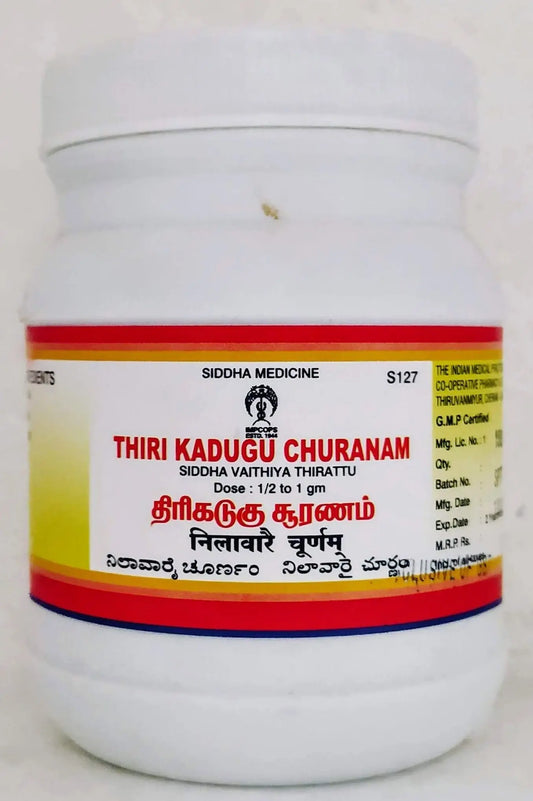 SIDDHA MEDICINE
S127
IMPCOPS
ESTD. 1944
THIRI KADUGU CHURANAM
SIDDHA VAITHIYA THIRATTU
Dose : 1/2 to 1 gm
திரிகடுகு சூரணம்
निलावारै चूर्णम्
നിലാവാരൈ ചൂർണം నిలావారై చూర్ణం
THE INDIAN MEDICAL
CO-OPERATIVE
THIRUVANMIYUR, CHENNAI
G.M.P Certified
Mfg. Lic. No. :
Qty. :
Batch No. :
Mfg. Date :
Exp.Date :
M.R.P. Rs.